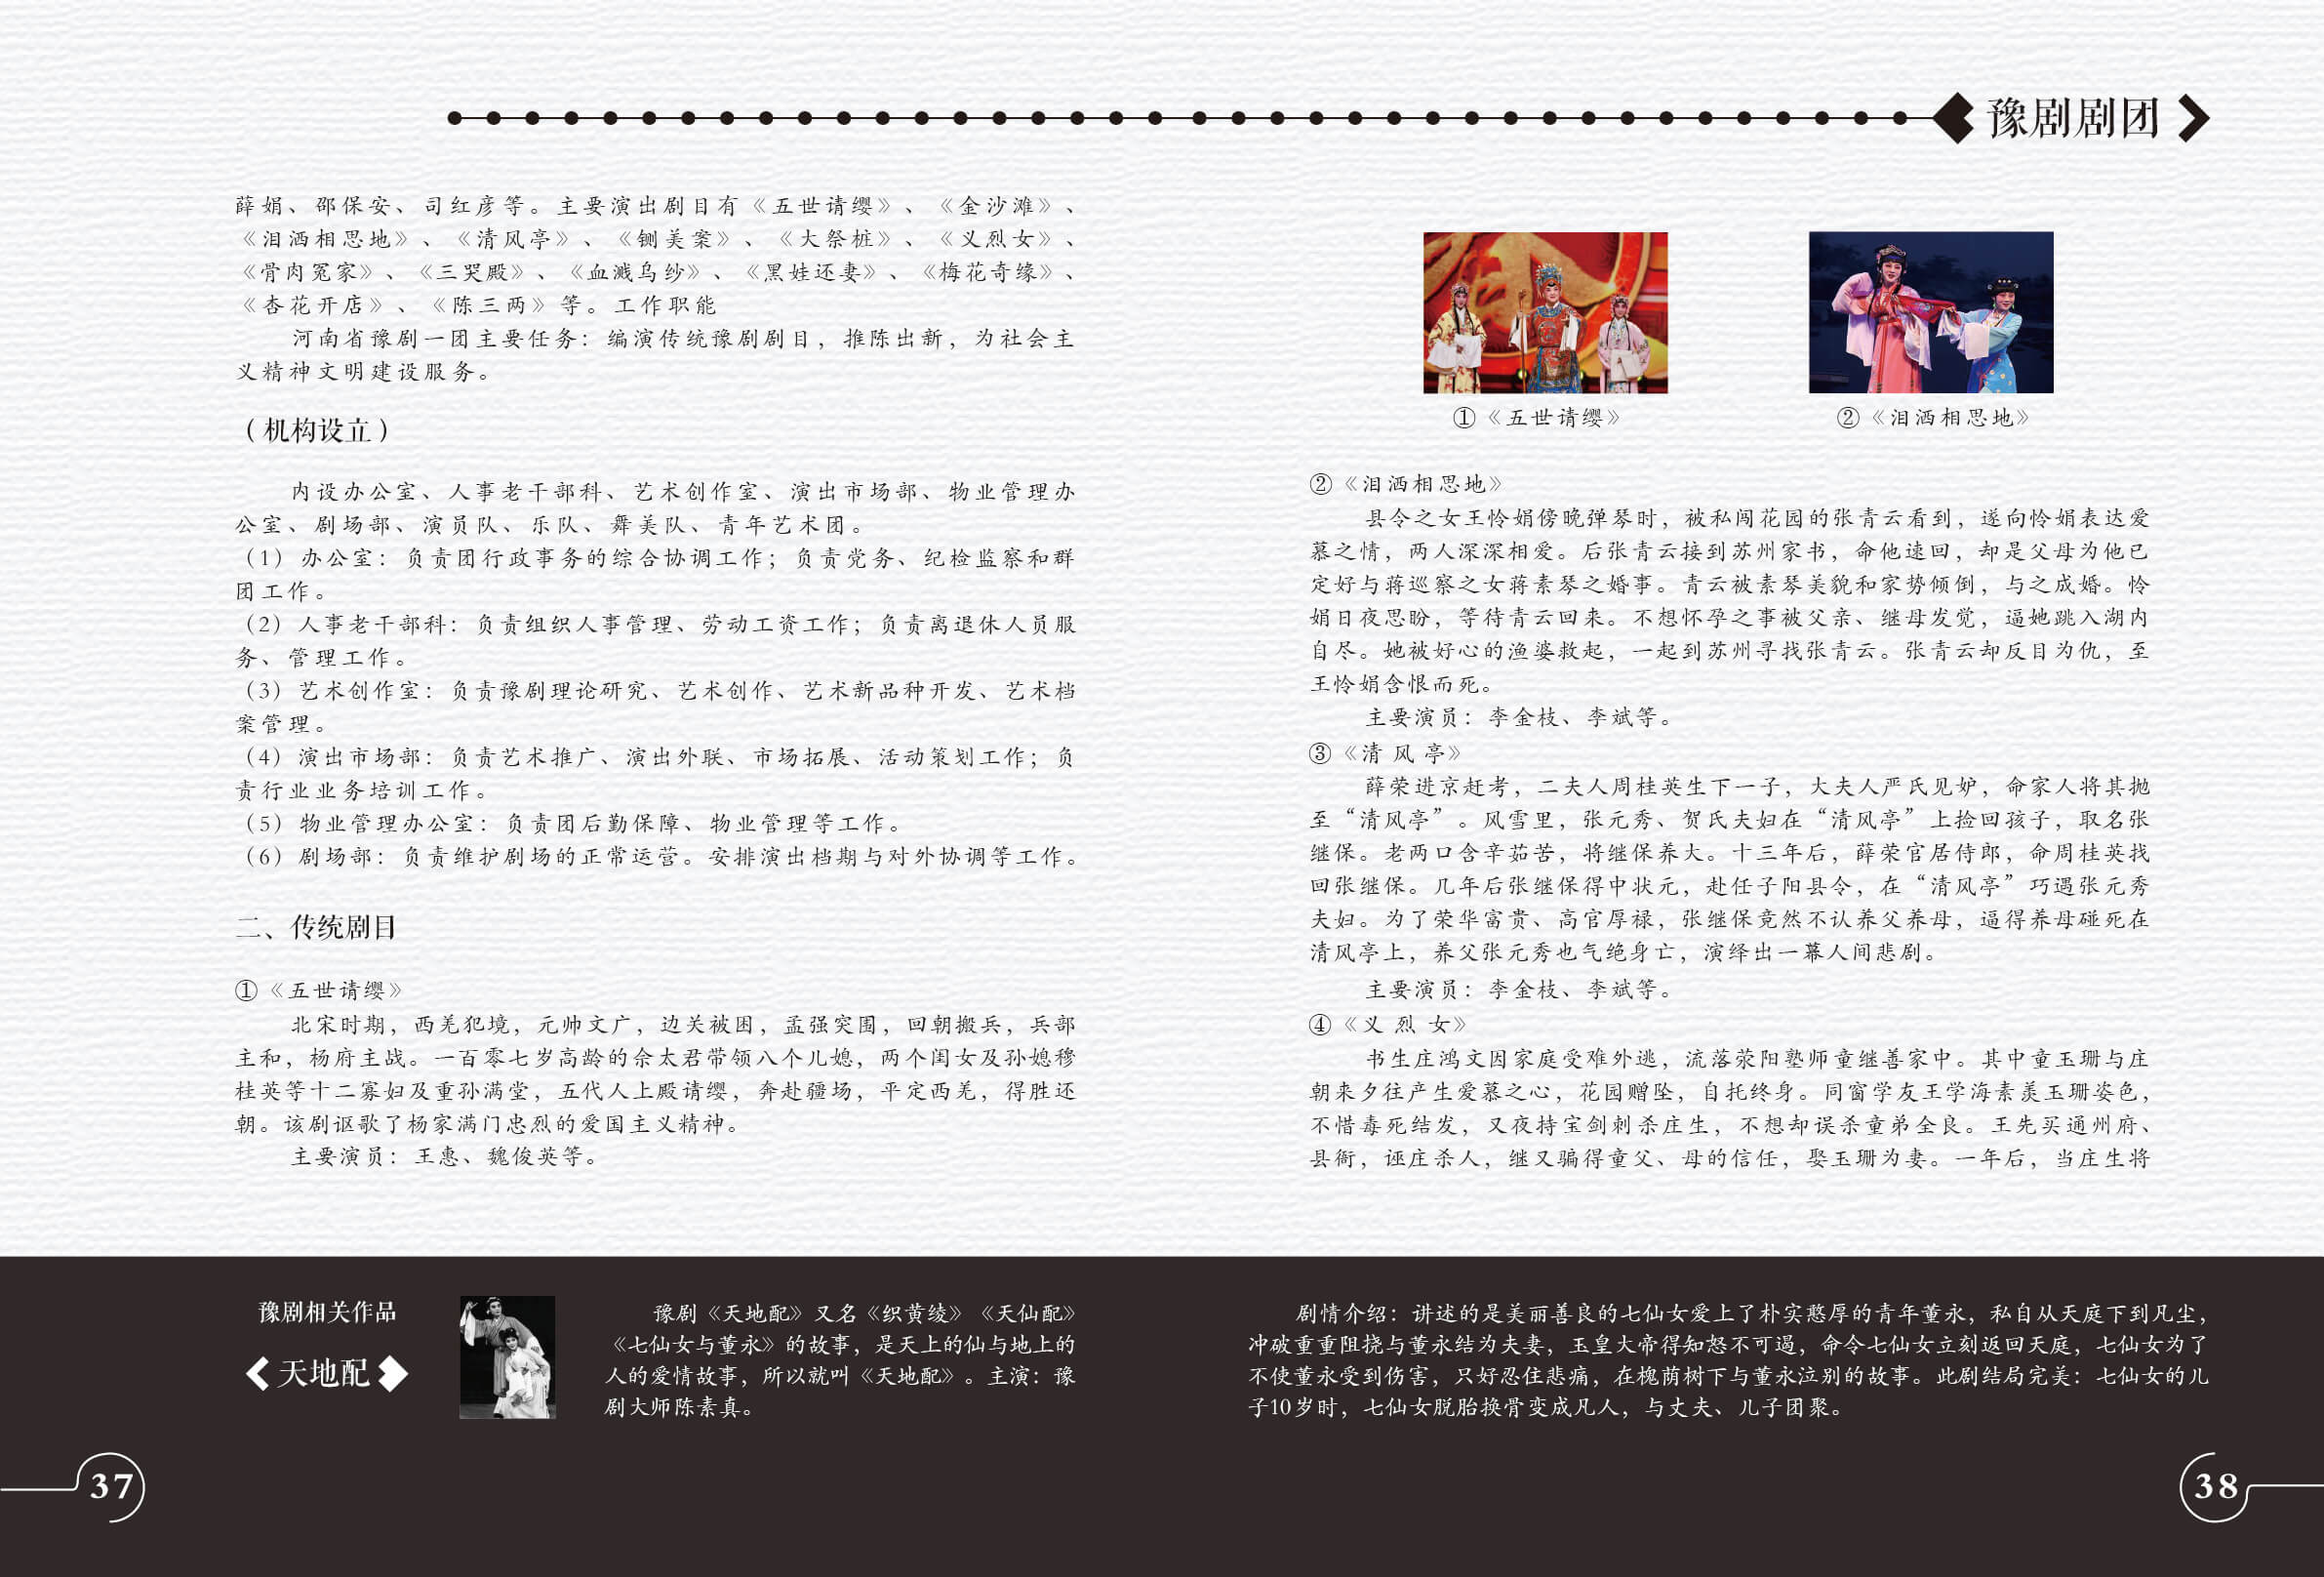 豫剧剧团
薛娟、邵保安、司红彦等。主要演出剧目有《五世请缨》、《金沙滩》、
《泪洒相思地》、《清风亭》、《铡美案》、《大祭桩》、《义烈女》、
《骨肉冤家》、《三哭殿》、《血溅乌纱》、《黑娃还妻》、《梅花奇缘》、
《杏花开店》、《陈三两》等。工作职能
河南省豫剧一团主要任务：编演传统豫剧剧目，推陈出新，为社会主
义精神文明建设服务。
（机构设立）
内设办公室、人事老干部科、艺术创作室、演出市场部、物业管理办
公室、剧场部、演员队、乐队、舞美队、青年艺术团。
（1）办公室：负责团行政事务的综合协调工作；负责党务、纪检监察和群
团工作。
（2）人事老干部科：负责组织人事管理、劳动工资工作；负责离退休人员服
务、管理工作。
（3）艺术创作室：负责豫剧理论研究、艺术创作、艺术新品种开发、艺术档
案管理。
（4）演出市场部：负责艺术推广、演出外联、市场拓展、活动策划工作；负
责行业业务培训工作。
（5）物业管理办公室：负责团后勤保障、物业管理等工作。
（6）剧场部：负责维护剧场的正常运营。安排演出档期与对外协调等工作。
二、传统剧目
①《五世请缨》
北宋时期，西羌犯境，元帅文广，边关被困，孟强突围，回朝搬兵，兵部
主和，杨府主战。一百零七岁高龄的佘太君带领八个儿媳，两个闺女及孙媳穆
桂英等十二寡妇及重孙满堂，五代人上殿请缨，奔赴疆场，平定西羌，得胜还
朝。该剧讴歌了杨家满门忠烈的爱国主义精神。
主要演员：王惠、魏俊英等。
①《五世请缨》
②《泪洒相思地》
②《泪洒相思地》
县令之女王怜娟傍晚弹琴时，被私闯花园的张青云看到，遂向怜娟表达爱
慕之情，两人深深相爱。后张青云接到苏州家书，命他速回，却是父母为他已
定好与蒋巡察之女蒋素琴之婚事。青云被素琴美貌和家势倾倒，与之成婚。怜
娟日夜思盼，等待青云回来。不想怀孕之事被父亲、继母发觉，逼她跳入湖内
自尽。她被好心的渔婆救起，一起到苏州寻找张青云。张青云却反目为仇，至
王怜娟含恨而死。
主要演员：李金枝、李斌等。
③《清 风 亭》
薛荣进京赶考，二夫人周桂英生下一子，大夫人严氏见妒，命家人将其抛
至“清风亭”。风雪里，张元秀、贺氏夫妇在“清风亭”上捡回孩子，取名张
继保。老两口含辛茹苦，将继保养大。十三年后，薛荣官居侍郎，命周桂英找
回张继保。几年后张继保得中状元，赴任子阳县令，在“清风亭”巧遇张元秀
夫妇。为了荣华富贵、高官厚禄，张继保竟然不认养父养母，逼得养母碰死在
清风亭上，养父张元秀也气绝身亡，演绎出一幕人间悲剧。
主要演员：李金枝、李斌等。
④《义 烈 女》
书生庄鸿文因家庭受难外逃，流落荥阳塾师童继善家中。其中童玉珊与庄
朝来夕往产生爱慕之心，花园赠坠，自托终身。同窗学友王学海素羡玉珊姿色，
不惜毒死结发，又夜持宝剑刺杀庄生，不想却误杀童弟全良。王先买通州府、
县衙，诬庄杀人，继又骗得童父、母的信任，娶玉珊为妻。一年后，当庄生将
豫剧相关作品
天地配
豫剧《天地配》又名《织黄绫》《天仙配》
《七仙女与董永》的故事，是天上的仙与地上的
人的爱情故事，所以就叫《天地配》。主演：豫
剧大师陈素真。
剧情介绍：讲述的是美丽善良的七仙女爱上了朴实憨厚的青年董永，私自从天庭下到凡尘，
冲破重重阻挠与董永结为夫妻，玉皇大帝得知怒不可遏，命令七仙女立刻返回天庭，七仙女为了
不使董永受到伤害，只好忍住悲痛，在槐荫树下与董永泣别的故事。此剧结局完美：七仙女的儿
子10岁时，七仙女脱胎换骨变成凡人，与丈夫、儿子团聚。
37
38